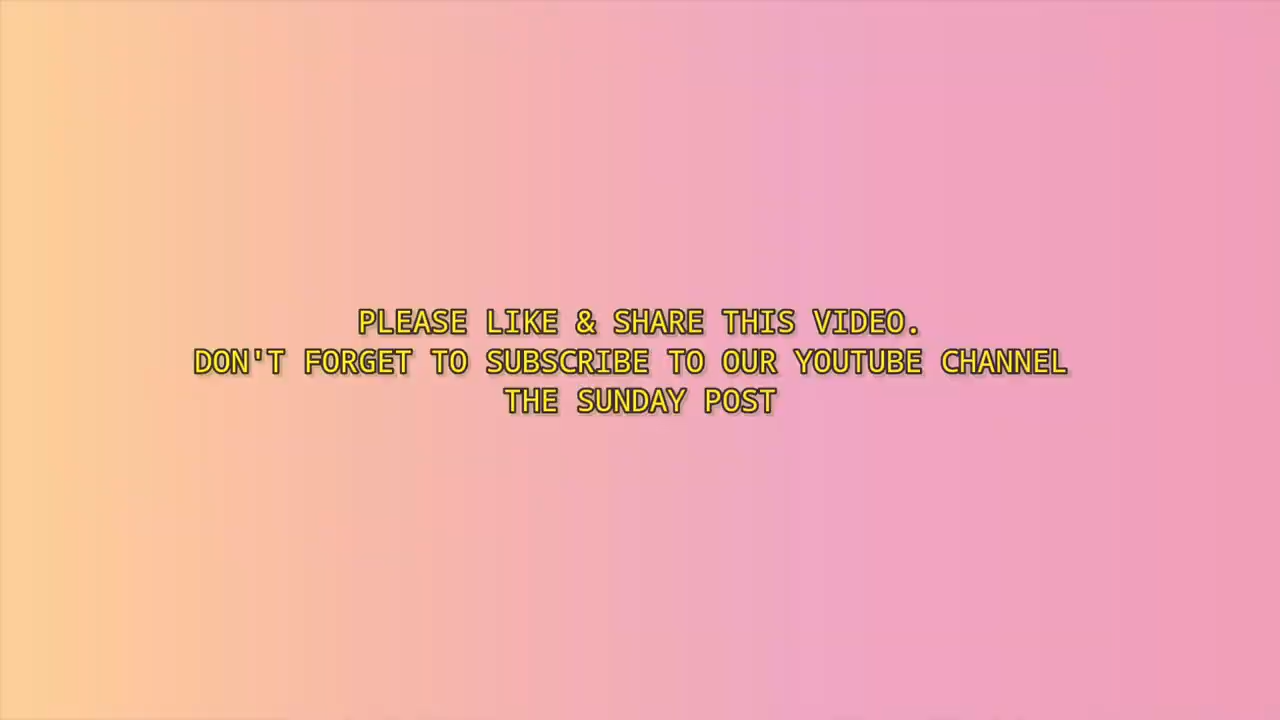 PLEASE LIKE & SHARE THIS VIDEO.
DON'T FORGET TO SUBSCRIBE TO OUR YOUTUBE CHANNEL
THE SUNDAY POST